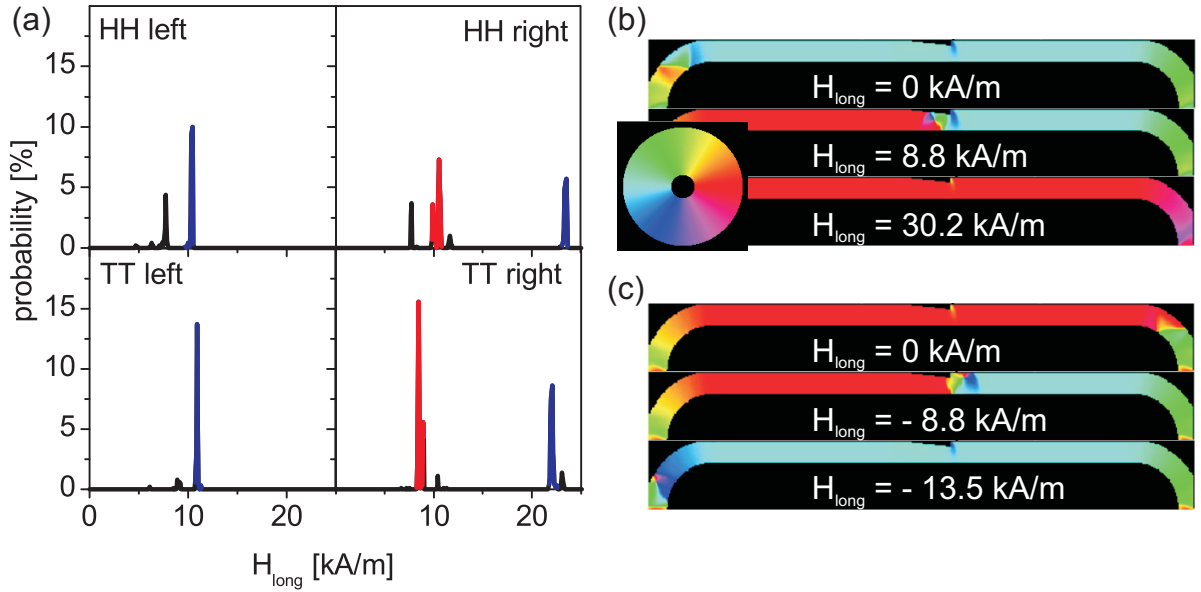 (a)
HH left
HH right
TT left
TT right
15
10
5
0
15
10
5
0
0
10
20
0
10
20
probability [%]
H_long [kA/m]
(b)
H_long = 0 kA/m
H_long = 8.8 kA/m
H_long = 30.2 kA/m
(c)
H_long = 0 kA/m
H_long = - 8.8 kA/m
H_long = - 13.5 kA/m